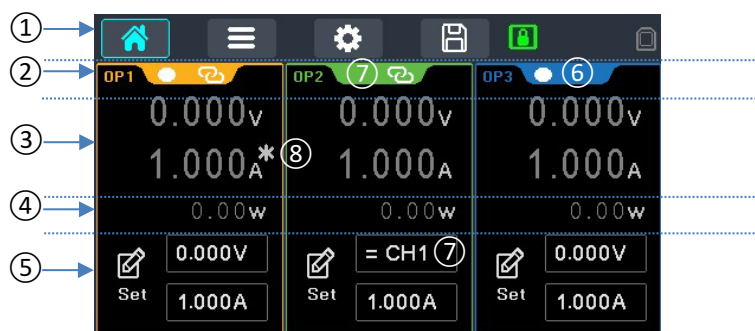 ①
② OP1 OP2 ⑦ OP3 ⑥
0.000V 0.000V 0.000V
③ 1.000A* ⑧ 1.000A 1.000A
④ 0.00W 0.00W 0.00W
⑤ Set 0.000V Set = CH1 ⑦ Set 0.000V
1.000A 1.000A 1.000A